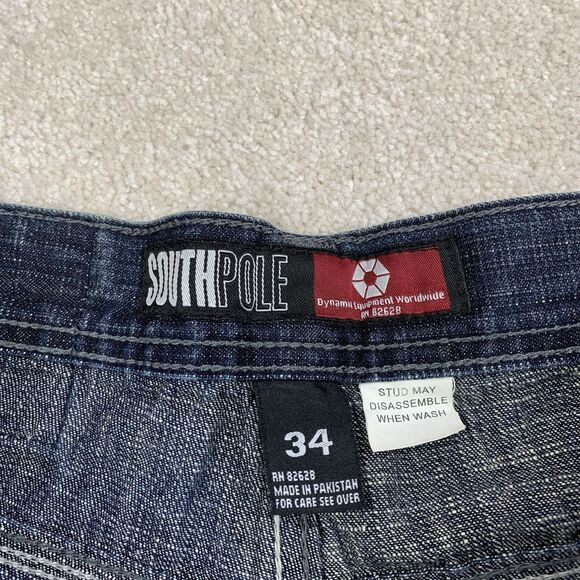 SOUTHPOLE
Dynamic Equipment Worldwide
RN 82628
34
RN 82628
MADE IN PAKISTAN
FOR CARE SEE OVER
STUD MAY
DISASSEMBLE
WHEN WASH